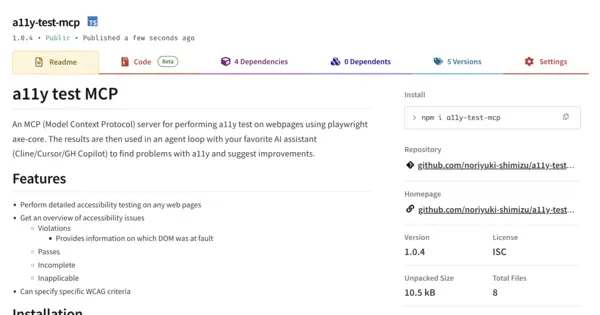 a11y-test-mcp TS
1.0.4 • Public • Published a few seconds ago
Readme
Code Beta
4 Dependencies
0 Dependents
5 Versions
Settings
a11y test MCP
An MCP (Model Context Protocol) server for performing a11y test on webpages using playwright
axe-core. The results are then used in an agent loop with your favorite AI assistant
(Cline/Cursor/GH Copilot) to find problems with a11y and suggest improvements.
Features
• Perform detailed accessibility testing on any web pages
• Get an overview of accessibility issues
◦ Violations
▪ Provides information on which DOM was at fault
◦ Passes
◦ Incomplete
◦ Inapplicable
• Can specify specific WCAG criteria
Installation
Install
> npm i a11y-test-mcp
Repository
github.com/noriyuki-shimizu/a11y-test...
Homepage
github.com/noriyuki-shimizu/a11y-test...
Version
1.0.4
License
ISC
Unpacked Size
10.5 kB
Total Files
8